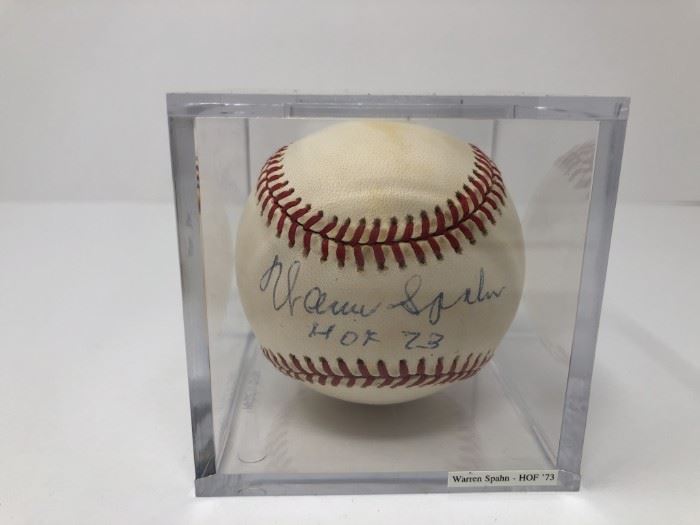 Warren Spahn
HOF 73
Warren Spahn - HOF '73